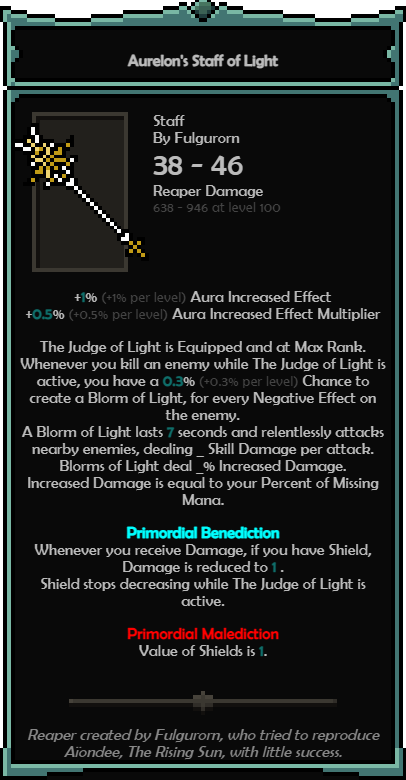 Aurelon's Staff of Light
Staff
By Fulgurorn
38 - 46
Reaper Damage
638 - 946 at level 100
+1% (+1% per level) Aura Increased Effect
+0.5% (+0.5% per level) Aura Increased Effect Multiplier
The Judge of Light is Equipped and at Max Rank.
Whenever you kill an enemy while The Judge of Light is
active, you have a 0.3% (+0.3% per level) Chance to
create a Blorm of Light, for every Negative Effect on
the enemy.
A Blorm of Light lasts 7 seconds and relentlessly attacks
nearby enemies, dealing _ Skill Damage per attack.
Blorms of Light deal _% Increased Damage.
Increased Damage is equal to your Percent of Missing
Mana.
Primordial Benediction
Whenever you receive Damage, if you have Shield,
Damage is reduced to 1 .
Shield stops decreasing while The Judge of Light is
active.
Primordial Malediction
Value of Shields is 1.
Reaper created by Fulgurorn, who tried to reproduce
Aïondee, The Rising Sun, with little success.